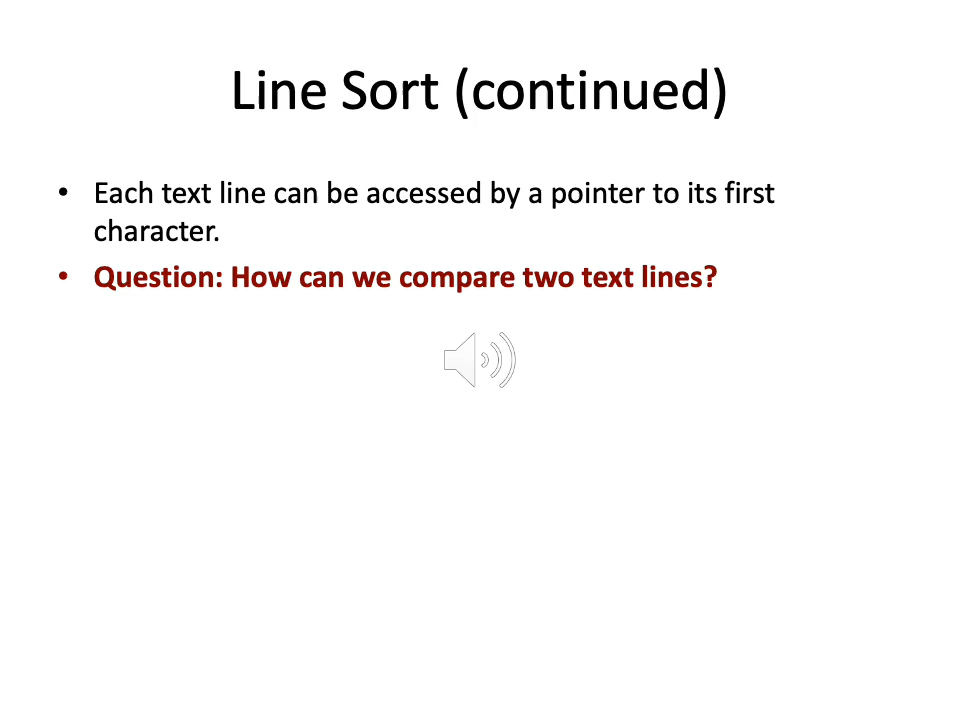 Line Sort (continued)
• Each text line can be accessed by a pointer to its first
character.
• Question: How can we compare two text lines?